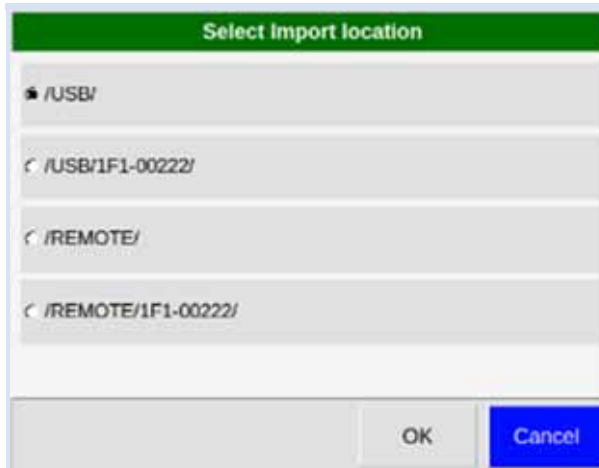 Select Import location
/USB/
/USB/1F1-00222/
/REMOTE/
/REMOTE/1F1-00222/
OK
Cancel